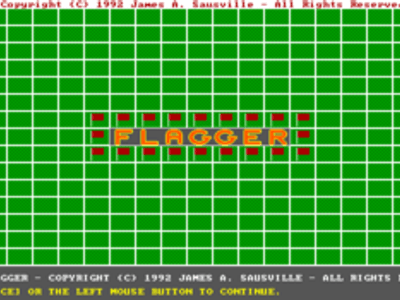 Copyright (C) 1992 James A. Sausville - All Rights Reserve
FLAGGER
GGER - COPYRIGHT (C) 1992 JAMES A. SAUSVILLE - ALL RIGHTS
CE] OR THE LEFT MOUSE BUTTON TO CONTINUE.